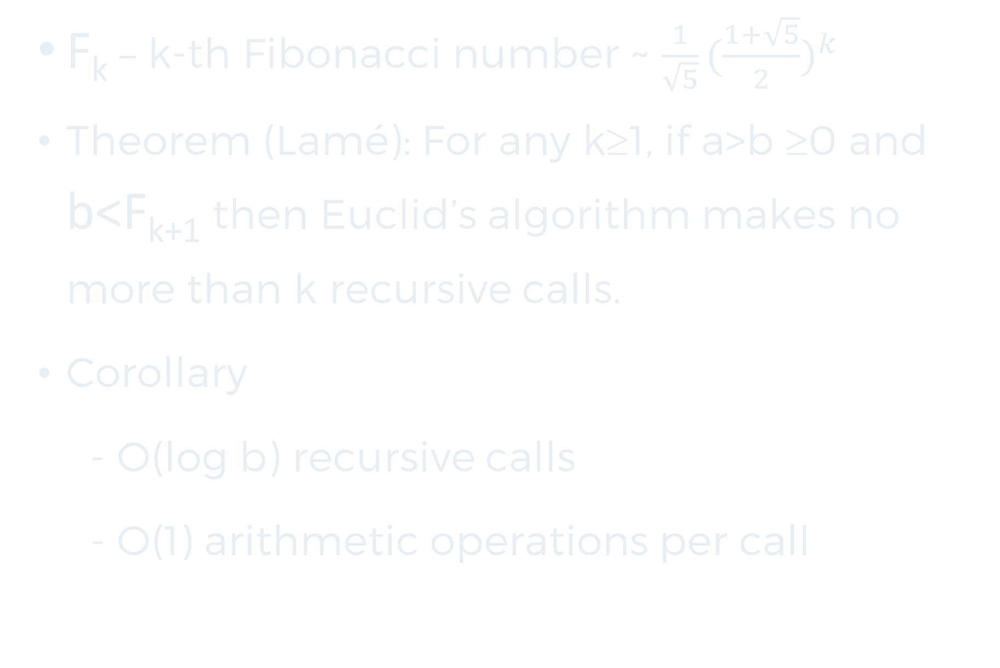 • F_k – k-th Fibonacci number ~ \frac{1}{\sqrt{5}}(\frac{1+\sqrt{5}}{2})^k
• Theorem (Lamé): For any k≥1, if a>b ≥0 and
b<F_{k+1} then Euclid’s algorithm makes no
more than k recursive calls.
• Corollary
- O(log b) recursive calls
- O(1) arithmetic operations per call